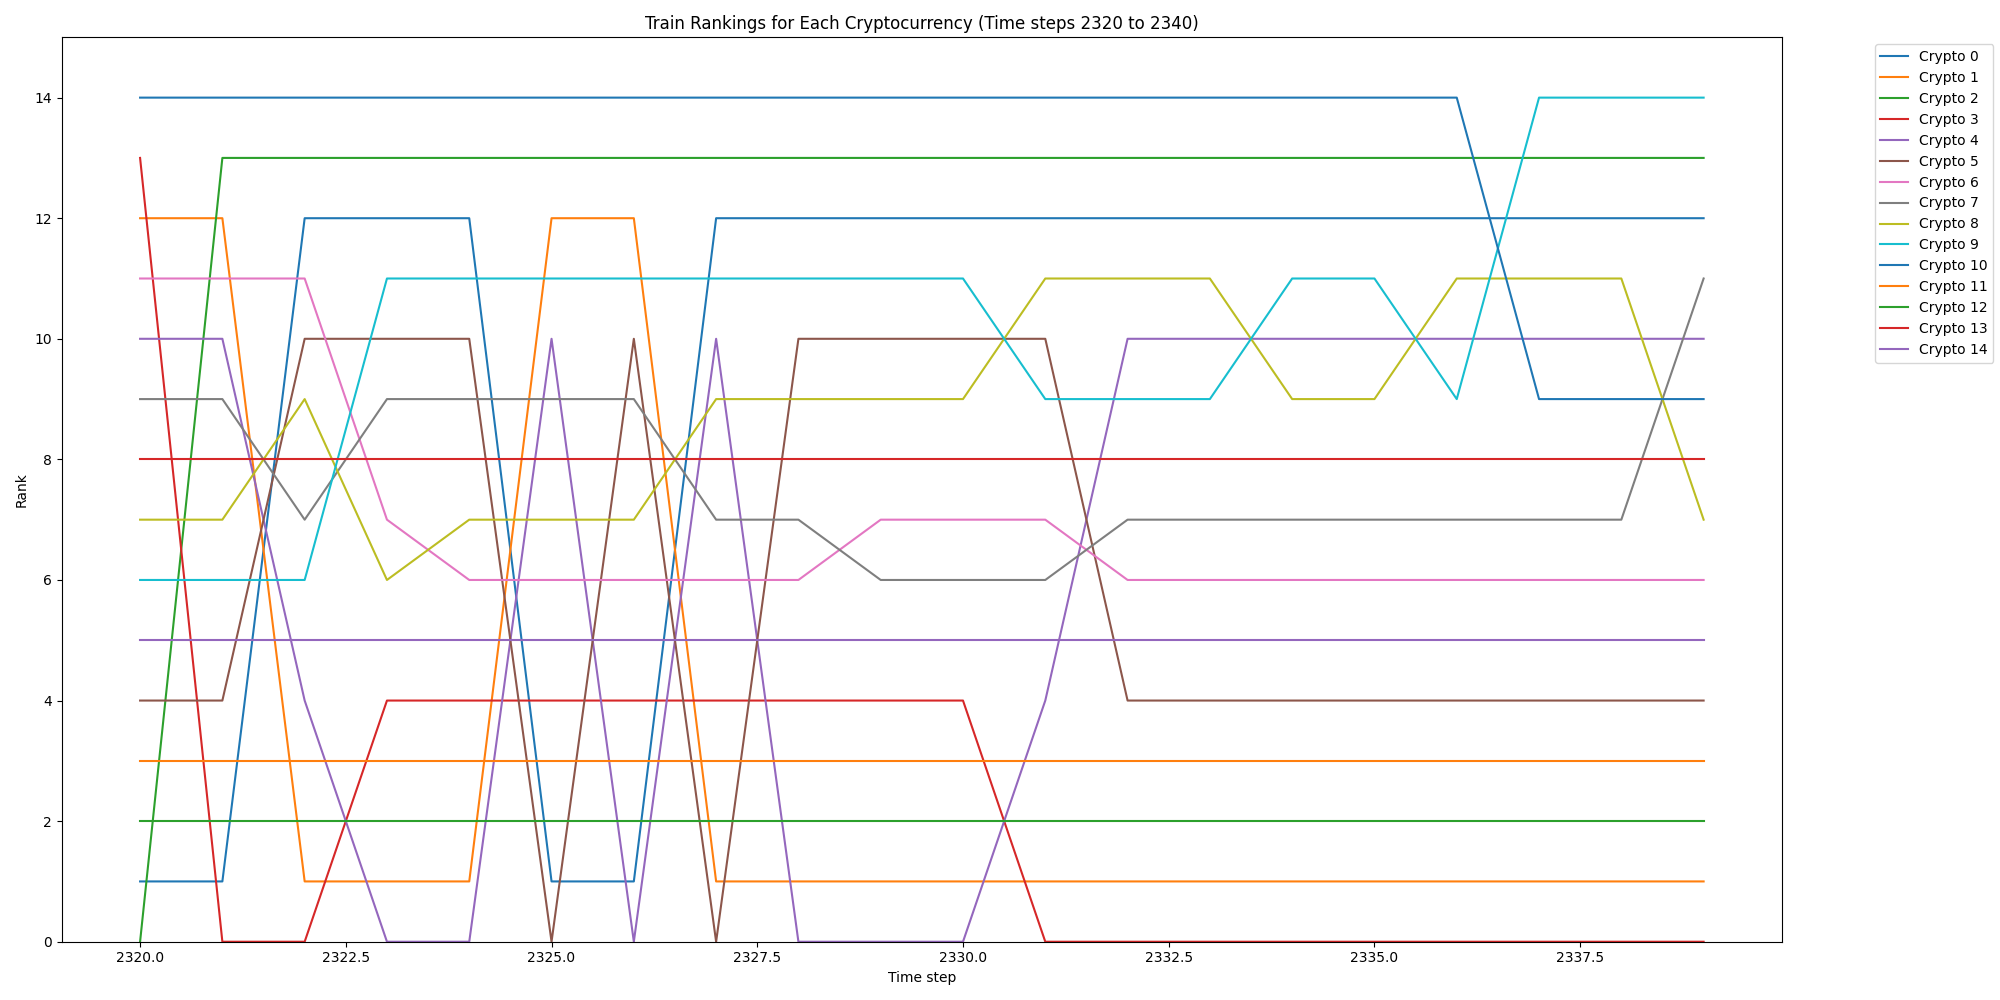 Train Rankings for Each Cryptocurrency (Time steps 2320 to 2340)
Rank
14
12
10
8
6
4
2
0
2320.0
2322.5
2325.0
2327.5
2330.0
2332.5
2335.0
2337.5
Time step
Crypto 0
Crypto 1
Crypto 2
Crypto 3
Crypto 4
Crypto 5
Crypto 6
Crypto 7
Crypto 8
Crypto 9
Crypto 10
Crypto 11
Crypto 12
Crypto 13
Crypto 14